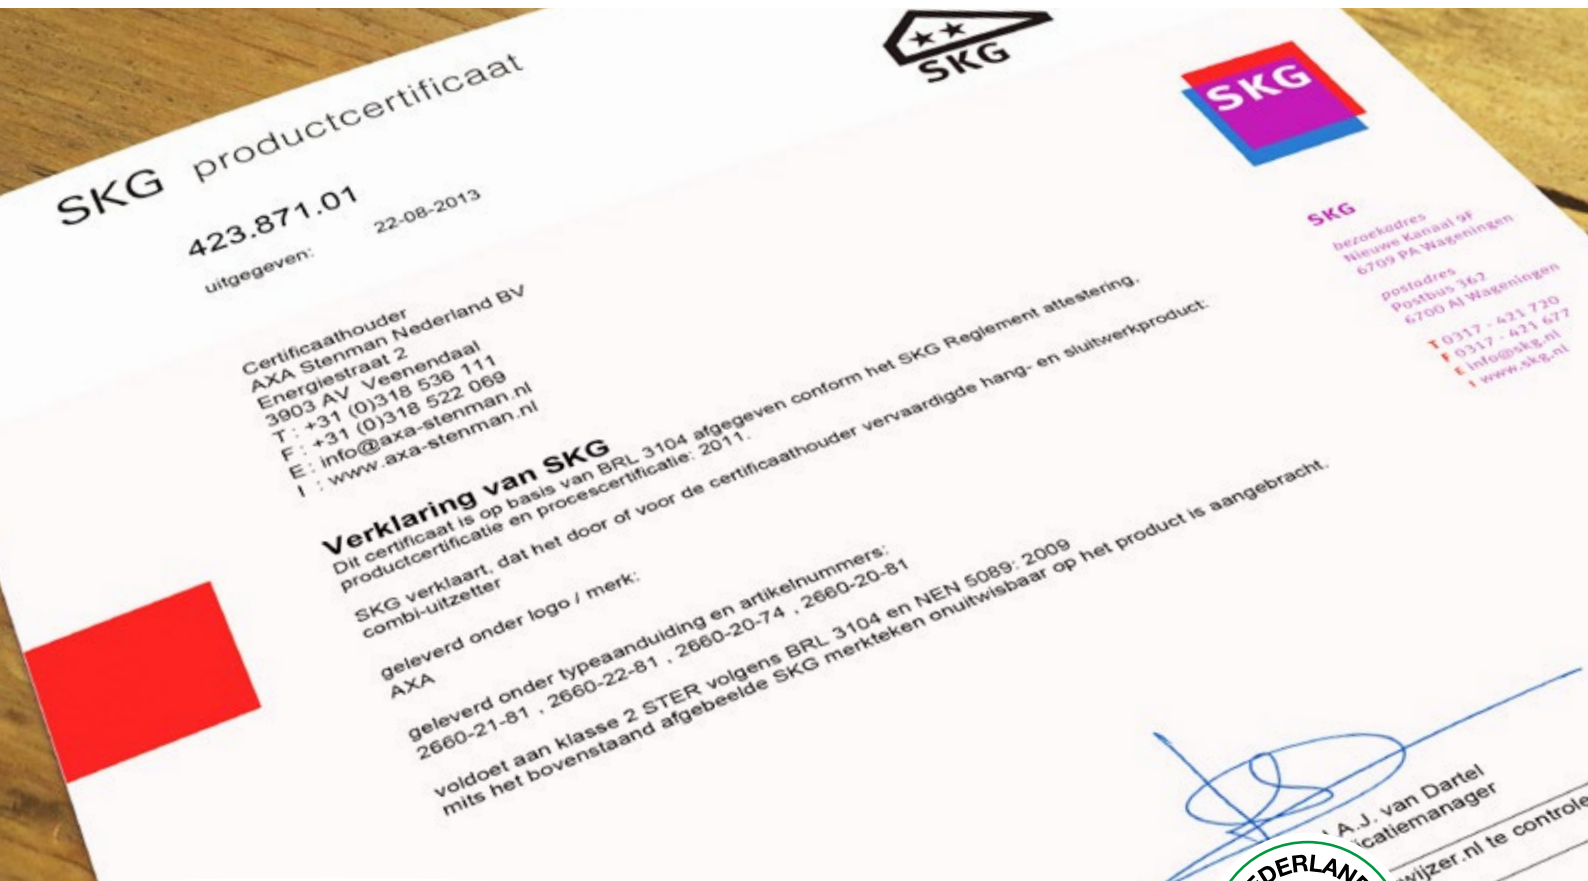 SKG productcertificaat
SKG
SKG
423.871.01
uitgegeven: 22-08-2013
SKG
bezoekadres
Nieuwe Kanaal 9F
6709 PA Wageningen
postadres
Postbus 362
6700 AJ Wageningen
T 0317 - 421 720
F 0317 - 421 677
E info@skg.nl
I www.skg.nl
Certificaathouder
AXA Stenman Nederland BV
Energiestraat 2
3903 AV Veenendaal
T : +31 (0)318 536 111
F : +31 (0)318 522 069
E : info@axa-stenman.nl
I : www.axa-stenman.nl
Verklaring van SKG
Dit certificaat is op basis van BRL 3104 afgegeven conform het SKG Reglement attestering,
productcertificatie en procescertificatie: 2011.
SKG verklaart, dat het door of voor de certificaathouder vervaardigde hang- en sluitwerkproduct:
combi-uitzetter
geleverd onder logo / merk:
AXA
geleverd onder typeaanduiding en artikelnummers:
2660-21-81 , 2660-22-81 , 2660-20-74 , 2660-20-81
voldoet aan klasse 2 STER volgens BRL 3104 en NEN 5089: 2009
mits het bovenstaand afgebeelde SKG merkteken onuitwisbaar op het product is aangebracht.
A.J. van Dartel
icatiemanager
wijzer.nl te controle
EDERLAND